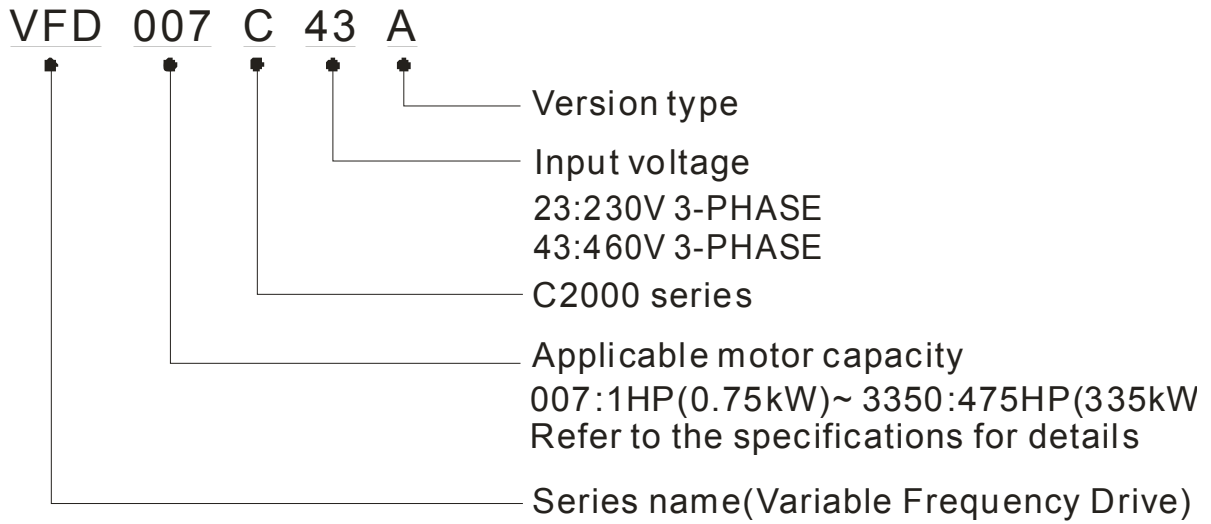 VFD 007 C 43 A
Version type
Input voltage
23:230V 3-PHASE
43:460V 3-PHASE
C2000 series
Applicable motor capacity
007:1HP(0.75kW)~ 3350:475HP(335kW
Refer to the specifications for details
Series name(Variable Frequency Drive)